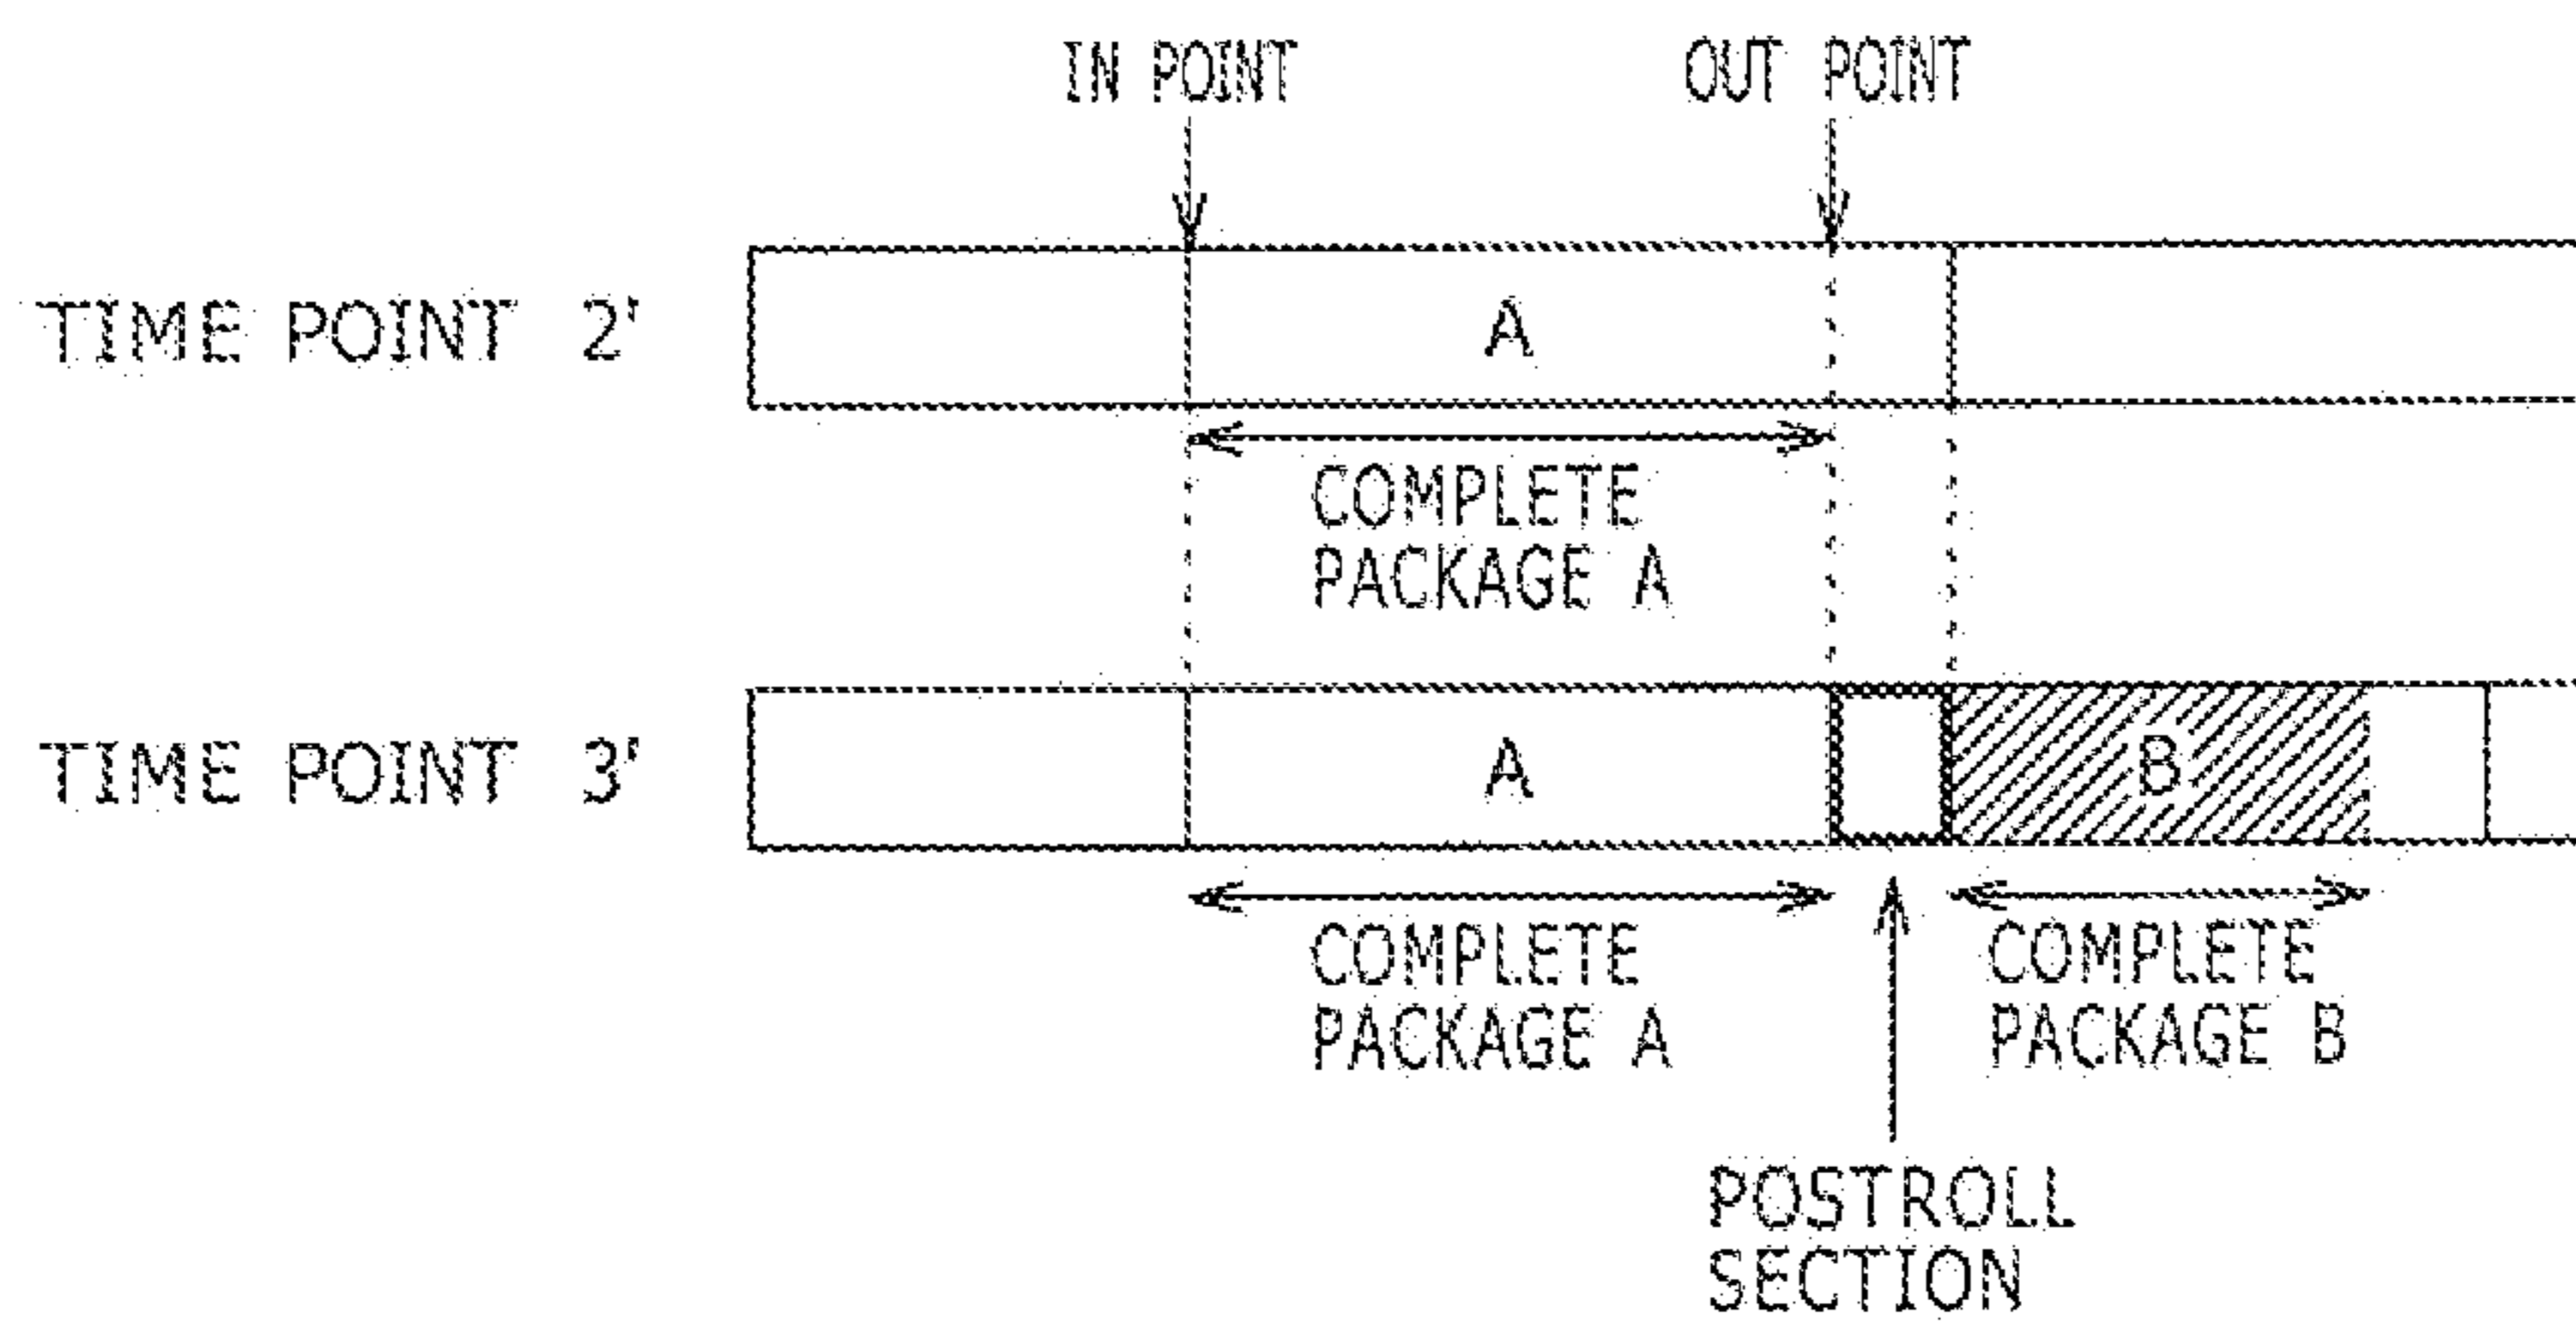 IN POINT
OUT POINT
TIME POINT 2'
A
COMPLETE
PACKAGE A
TIME POINT 3'
A
B
COMPLETE
PACKAGE A
COMPLETE
PACKAGE B
POSTROLL
SECTION